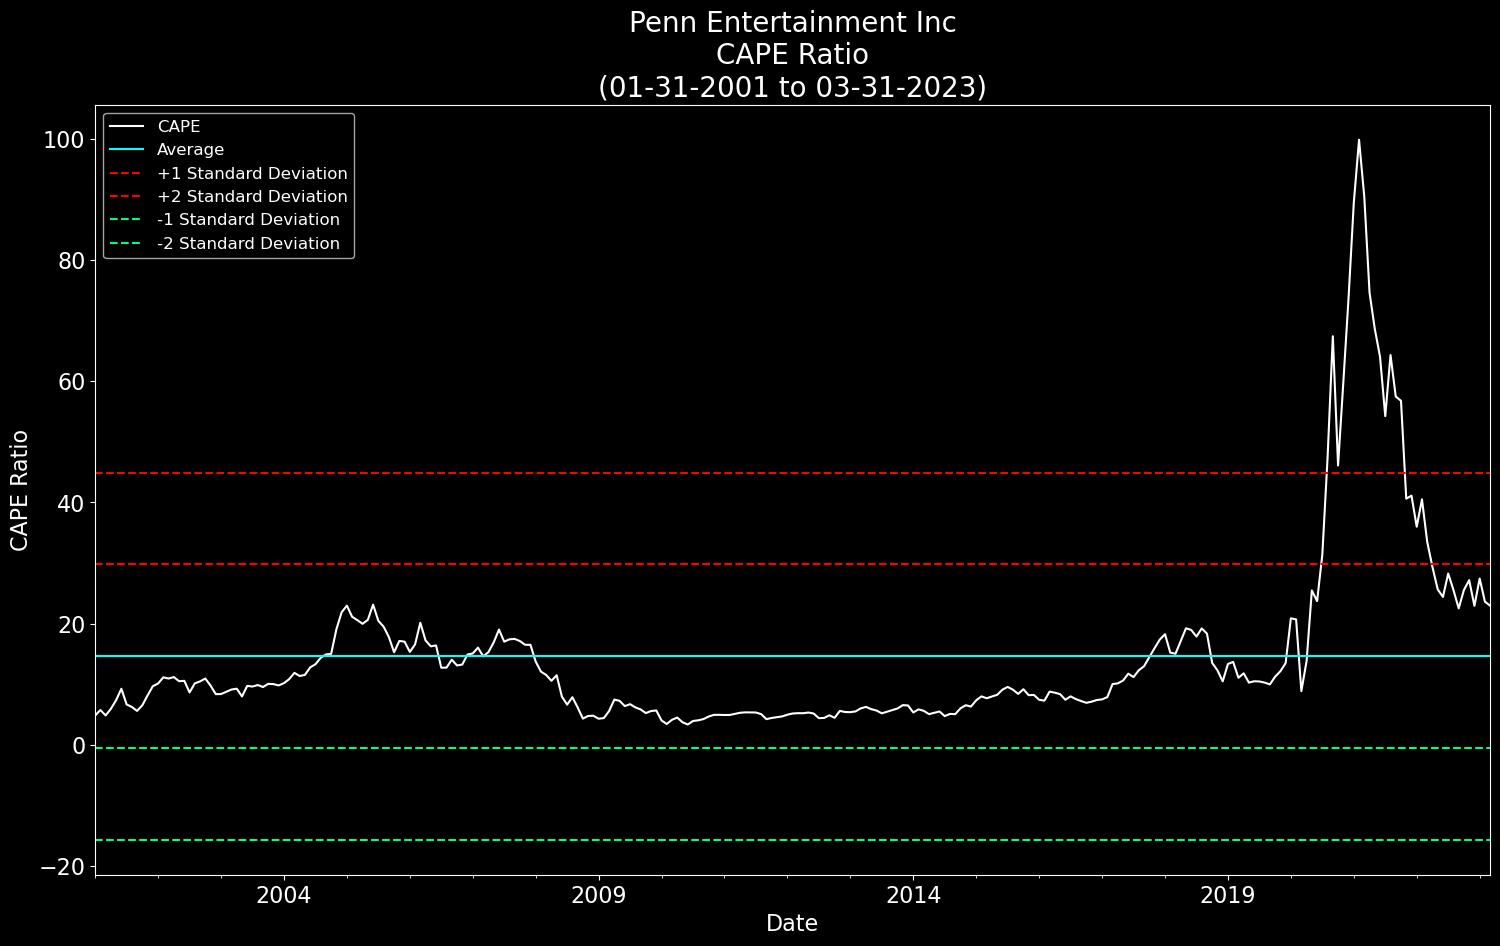 Penn Entertainment Inc
CAPE Ratio
(01-31-2001 to 03-31-2023)
CAPE
Average
+1 Standard Deviation
+2 Standard Deviation
-1 Standard Deviation
-2 Standard Deviation
CAPE Ratio
100
80
60
40
20
0
−20
2004
2009
2014
2019
Date